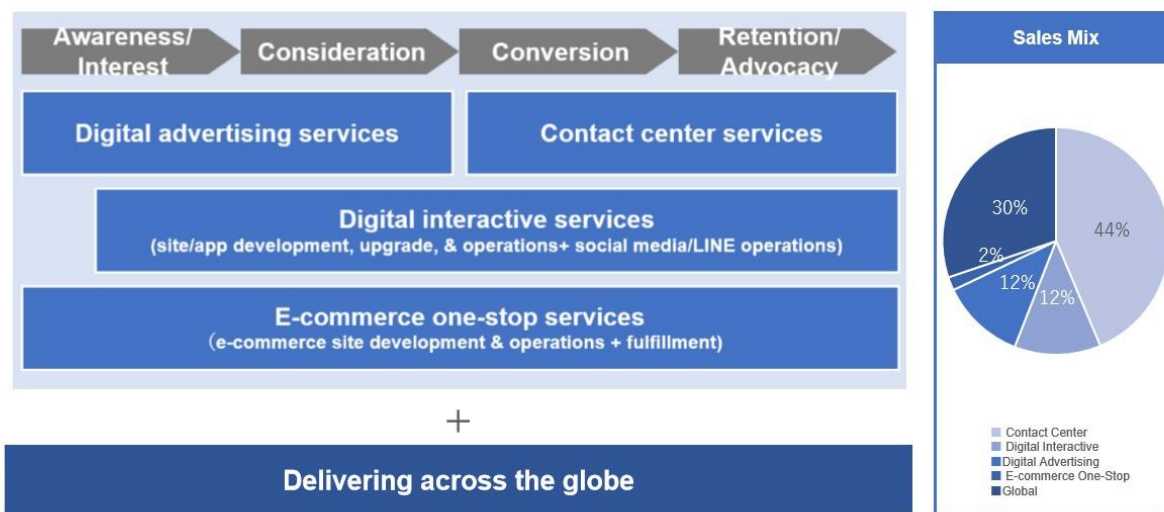 Awareness/
Interest
Consideration
Conversion
Retention/
Advocacy
Digital advertising services
Contact center services
Digital interactive services
(site/app development, upgrade, & operations+ social media/LINE operations)
E-commerce one-stop services
（e-commerce site development & operations + fulfillment)
+
Delivering across the globe
Sales Mix
30%
44%
2%
12%
12%
Contact Center
Digital Interactive
Digital Advertising
E-commerce One-Stop
Global